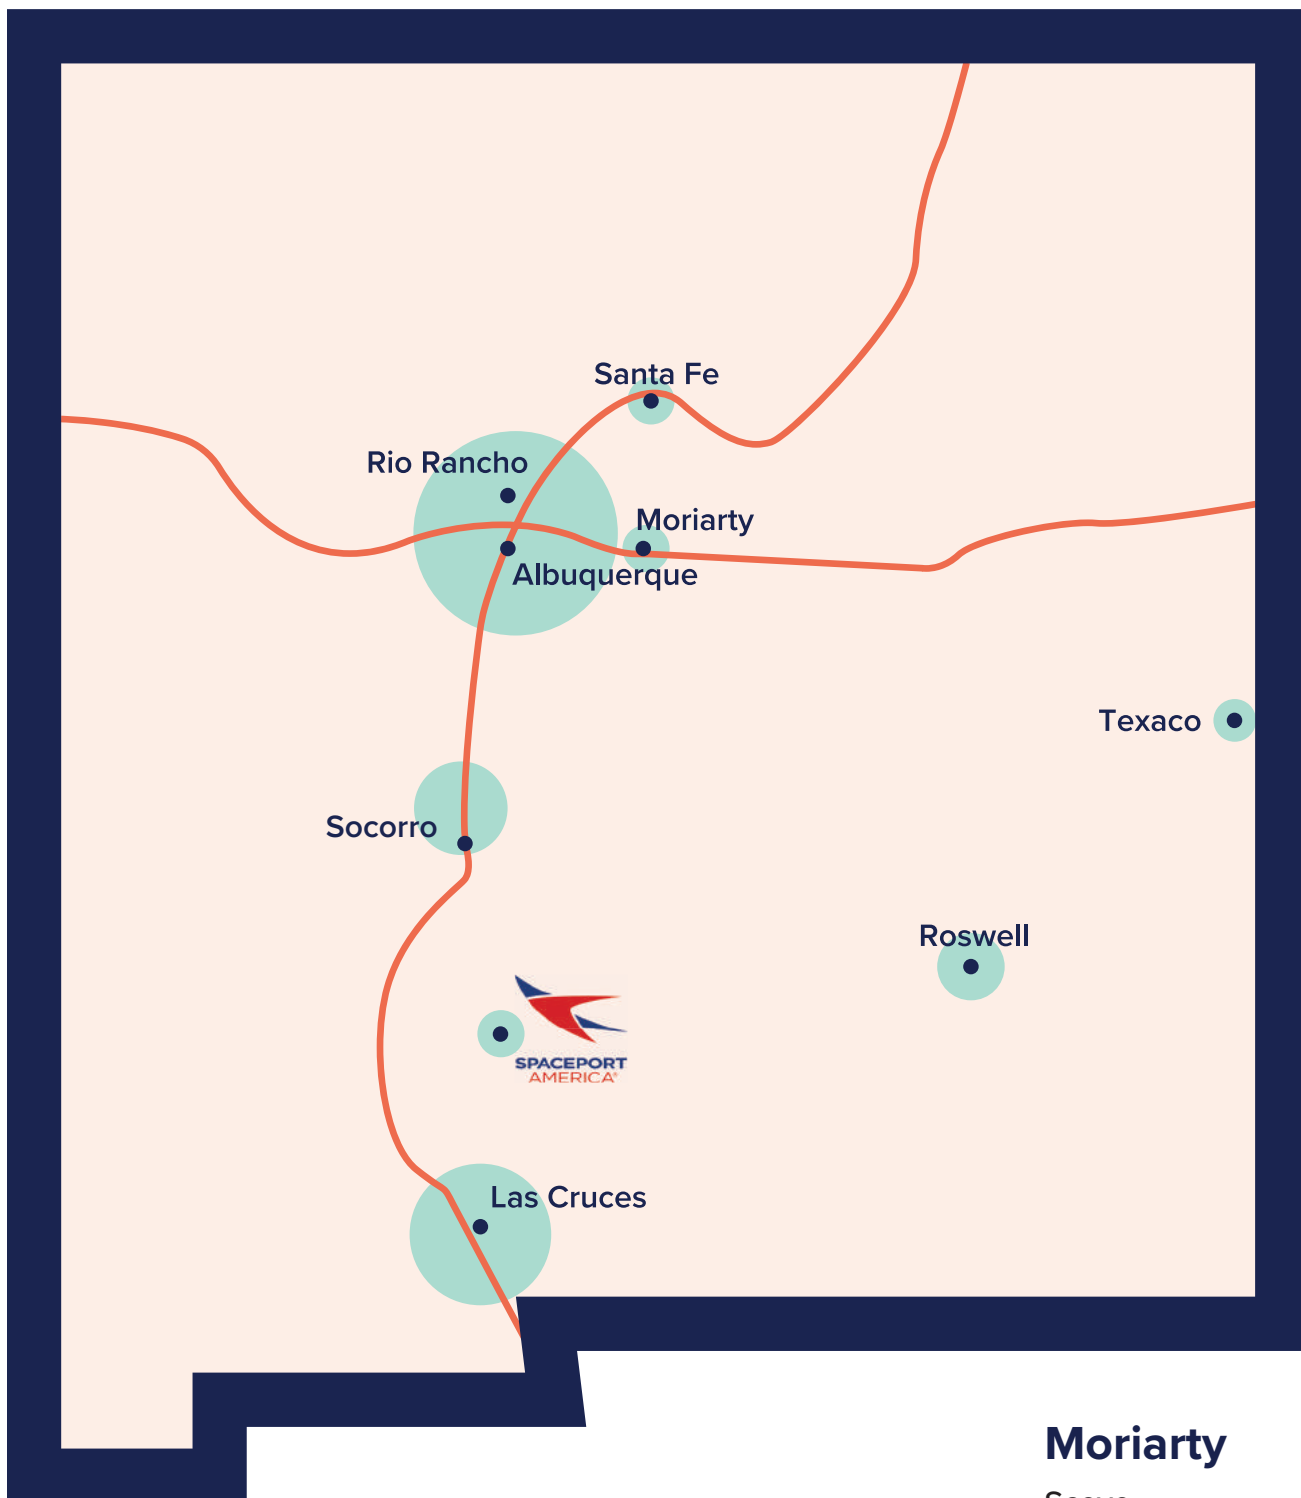 Santa Fe
Rio Rancho
Moriarty
Albuquerque
Texaco
Socorro
Roswell
SPACEPORT
AMERICA®
Las Cruces
Moriarty